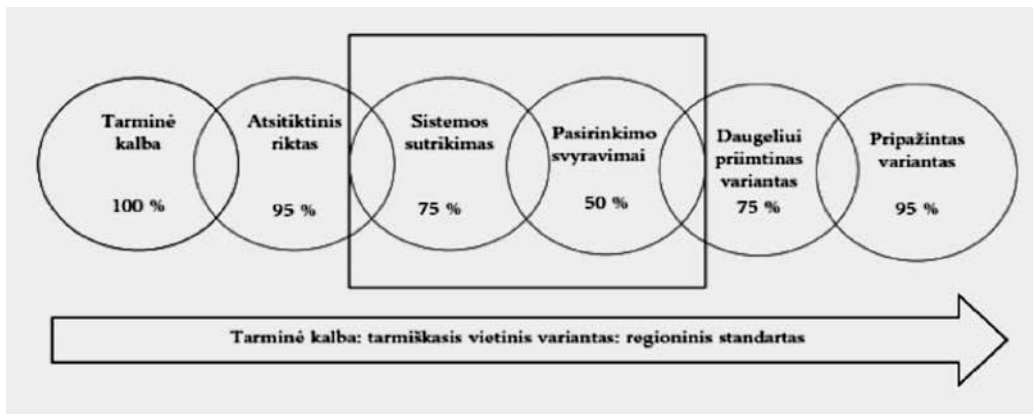 Tarminė
kalba
100 %
Atsitiktinis
riktas
95 %
Sistemos
sutrikimas
75 %
Pasirinkimo
svyravimai
50 %
Daugeliui
priimtinas
variantas
75 %
Pripažintas
variantas
95 %
Tarminė kalba: tarmiškasis vietinis variantas: regioninis standartas